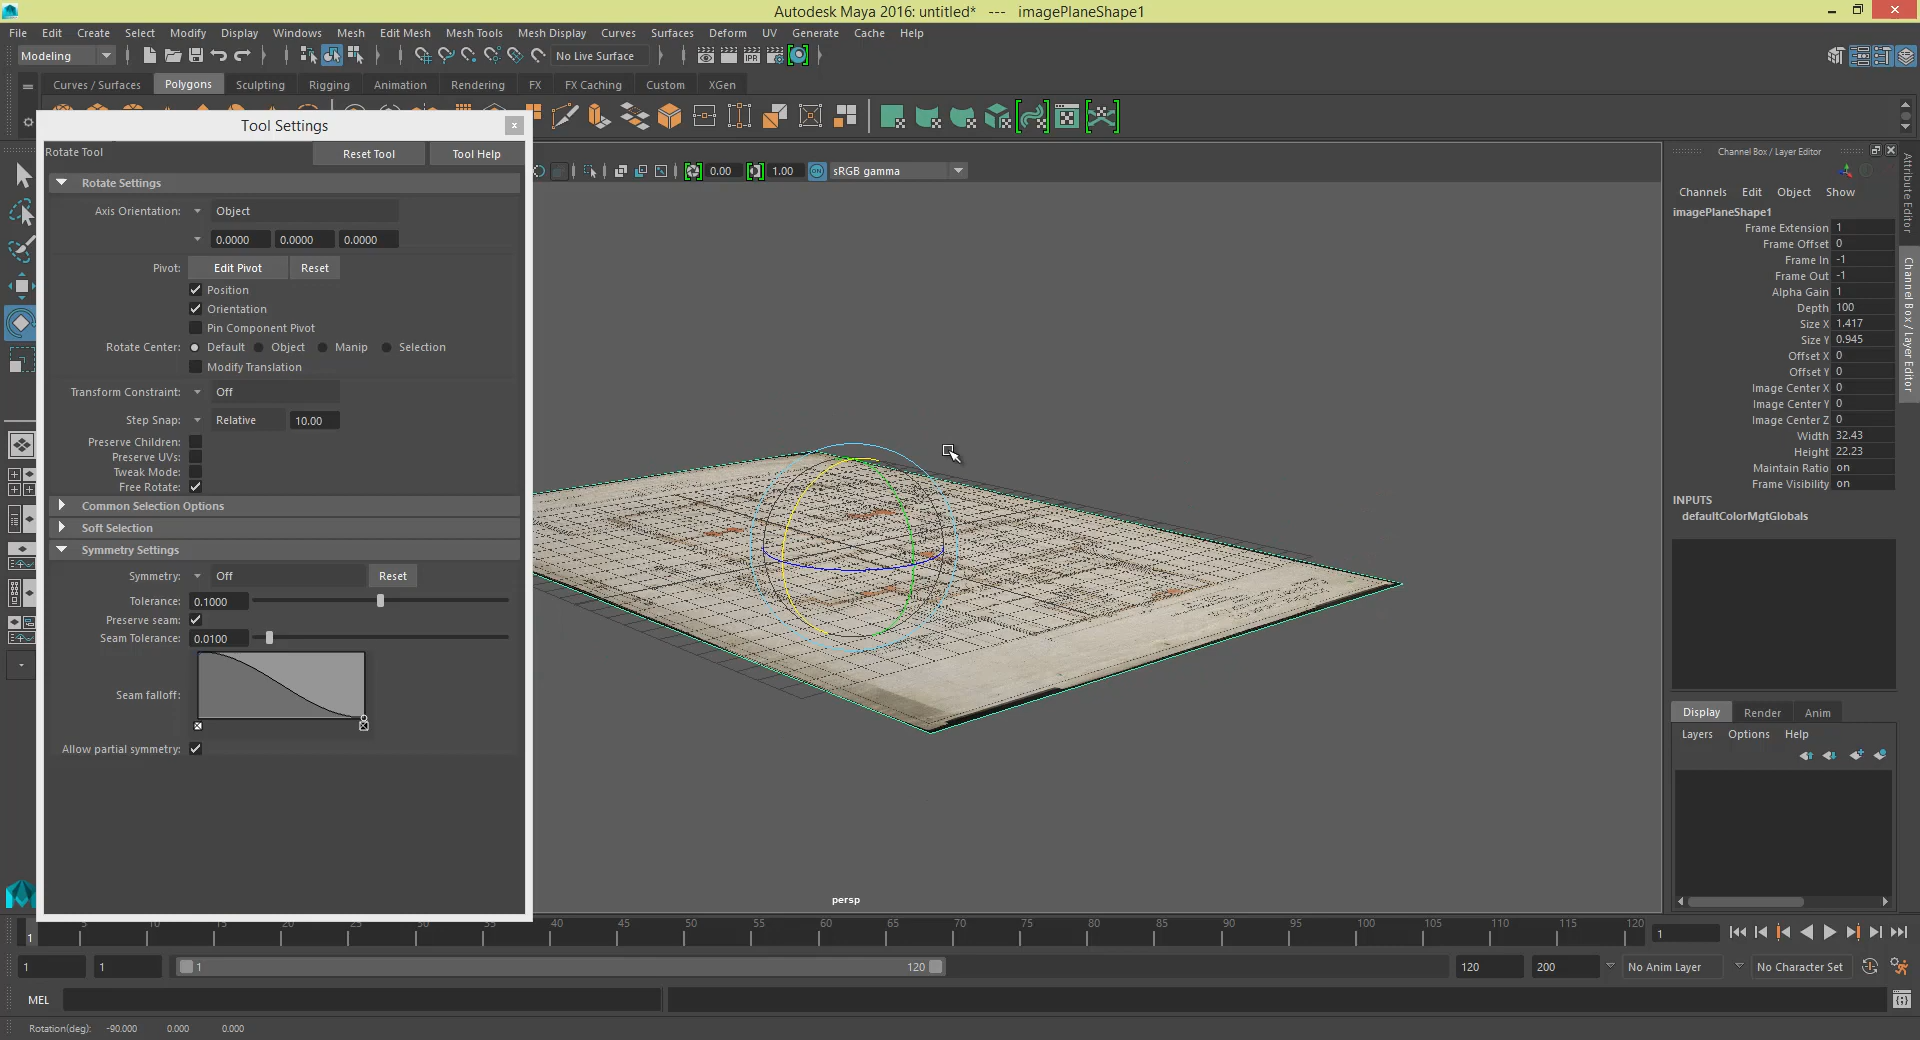 Autodesk Maya 2016: untitled* --- imagePlaneShape1
File Edit Create Select Modify Display Windows Mesh Edit Mesh Mesh Tools Mesh Display Curves Surfaces Deform UV Generate Cache Help
Modeling No Live Surface
Curves / Surfaces Polygons Sculpting Rigging Animation Rendering FX FX Caching Custom XGen
Tool Settings
Rotate Tool Reset Tool Tool Help
Rotate Settings
Axis Orientation: Object
0.0000 0.0000 0.0000
Pivot: Edit Pivot Reset
Position
Orientation
Pin Component Pivot
Rotate Center: Default Object Manip Selection
Modify Translation
Transform Constraint: Off
Step Snap: Relative 10.00
Preserve Children:
Preserve UVs:
Tweak Mode:
Free Rotate:
Common Selection Options
Soft Selection
Symmetry Settings
Symmetry: Off Reset
Tolerance: 0.1000
Preserve seam:
Seam Tolerance: 0.0100
Seam falloff:
Allow partial symmetry:
0.00 1.00 sRGB gamma
persp
Channel Box / Layer Editor
Channels Edit Object Show
imagePlaneShape1
Frame Extension 1
Frame Offset 0
Frame In -1
Frame Out -1
Alpha Gain 1
Depth 100
Size X 1.417
Size Y 0.945
Offset X 0
Offset Y 0
Image Center X 0
Image Center Y 0
Image Center Z 0
Width 32.43
Height 22.23
Maintain Ratio on
Frame Visibility on
INPUTS
defaultColorMgtGlobals
Display Render Anim
Layers Options Help
Attribute Editor
Channel Box / Layer Editor
1 5 10 15 20 25 30 35 40 45 50 55 60 65 70 75 80 85 90 95 100 105 110 115 120 1
1 1 1 120 120 200 No Anim Layer No Character Set
MEL
Rotation(deg): -90.000 0.000 0.000